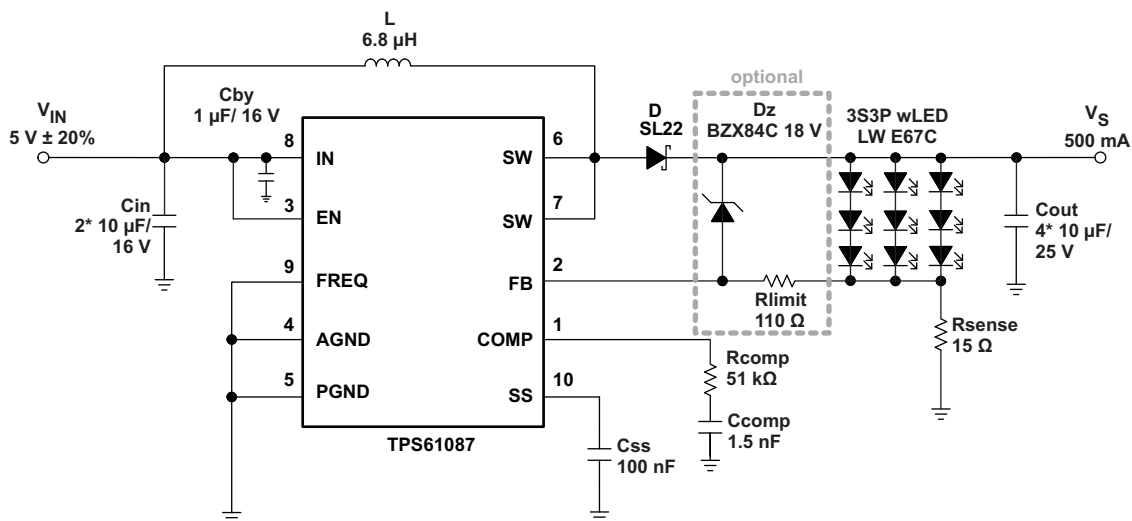 L
6.8 µH
optional
Cby
1 µF/ 16 V
Dz
BZX84C 18 V
D
SL22
3S3P wLED
LW E67C
V_IN
5 V ± 20%
V_S
500 mA
8
IN
6
SW
3
EN
7
SW
Cin
2* 10 µF/
16 V
Cout
4* 10 µF/
25 V
9
FREQ
2
FB
Rlimit
110 Ω
4
AGND
1
COMP
Rsense
15 Ω
Rcomp
51 kΩ
5
PGND
10
SS
Ccomp
1.5 nF
TPS61087
Css
100 nF